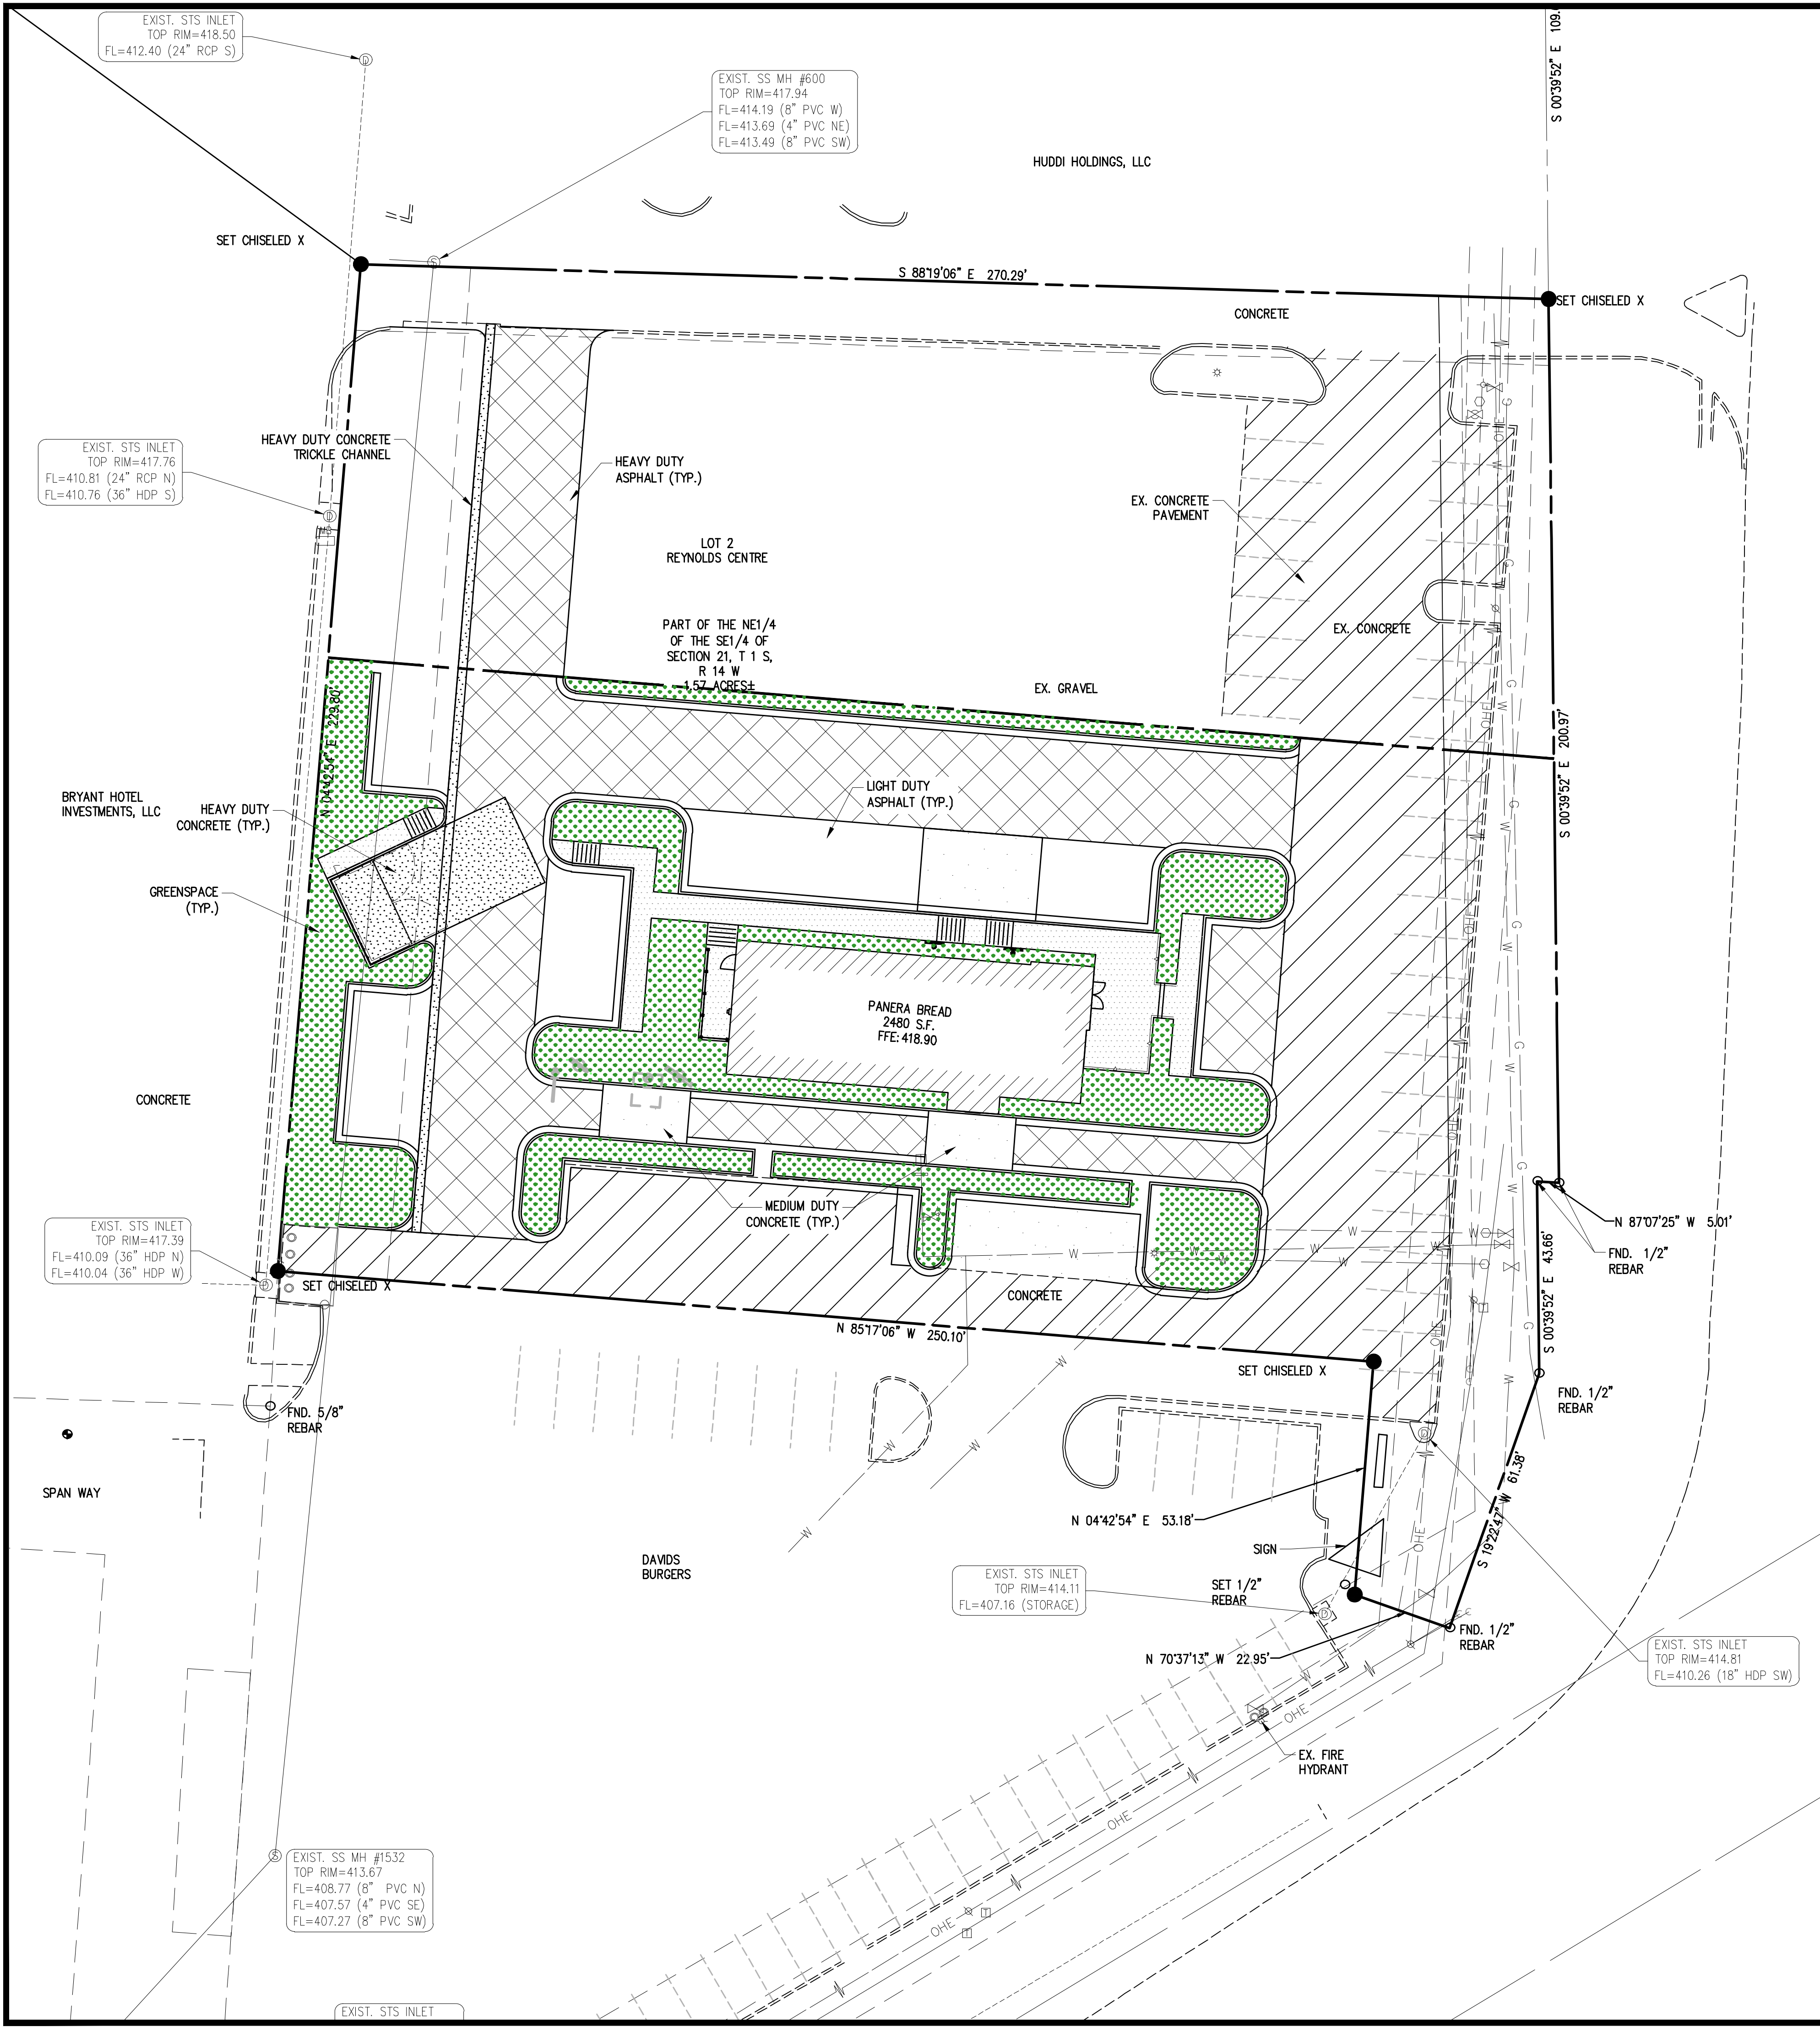 EXIST. STS INLET
TOP RIM=418.50
FL=412.40 (24" RCP S)
S 00°39'52" E 109.
EXIST. SS MH #600
TOP RIM=417.94
FL=414.19 (8" PVC W)
FL=413.69 (4" PVC NE)
FL=413.49 (8" PVC SW)
HUDDI HOLDINGS, LLC
SET CHISELED X
S 88°19'06" E 270.29'
SET CHISELED X
CONCRETE
EXIST. STS INLET
TOP RIM=417.76
FL=410.81 (24" RCP N)
FL=410.76 (36" HDP S)
HEAVY DUTY CONCRETE
TRICKLE CHANNEL
HEAVY DUTY
ASPHALT (TYP.)
EX. CONCRETE
PAVEMENT
LOT 2
REYNOLDS CENTRE
PART OF THE NE1/4
OF THE SE1/4 OF
SECTION 21, T 1 S,
R 14 W
1.57 ACRES±
EX. CONCRETE
EX. GRAVEL
N 04°42'54" E 229.80'
S 00°39'52" E 200.97'
BRYANT HOTEL
INVESTMENTS, LLC
HEAVY DUTY
CONCRETE (TYP.)
LIGHT DUTY
ASPHALT (TYP.)
GREENSPACE
(TYP.)
PANERA BREAD
2480 S.F.
FFE: 418.90
CONCRETE
MEDIUM DUTY
CONCRETE (TYP.)
N 87°07'25" W 5.01'
FND. 1/2"
REBAR
S 00°39'52" E 43.66'
EXIST. STS INLET
TOP RIM=417.39
FL=410.09 (36" HDP N)
FL=410.04 (36" HDP W)
SET CHISELED X
CONCRETE
N 85°17'06" W 250.10'
SET CHISELED X
FND. 1/2"
REBAR
FND. 5/8"
REBAR
SPAN WAY
N 04°42'54" E 53.18'
S 19°22'47" W 61.38'
SIGN
DAVIDS
BURGERS
EXIST. STS INLET
TOP RIM=414.11
FL=407.16 (STORAGE)
SET 1/2"
REBAR
FND. 1/2"
REBAR
N 70°37'13" W 22.95'
EXIST. STS INLET
TOP RIM=414.81
FL=410.26 (18" HDP SW)
OHE
EX. FIRE
HYDRANT
OHE
OHE
EXIST. SS MH #1532
TOP RIM=413.67
FL=408.77 (8" PVC N)
FL=407.57 (4" PVC SE)
FL=407.27 (8" PVC SW)
EXIST. STS INLET